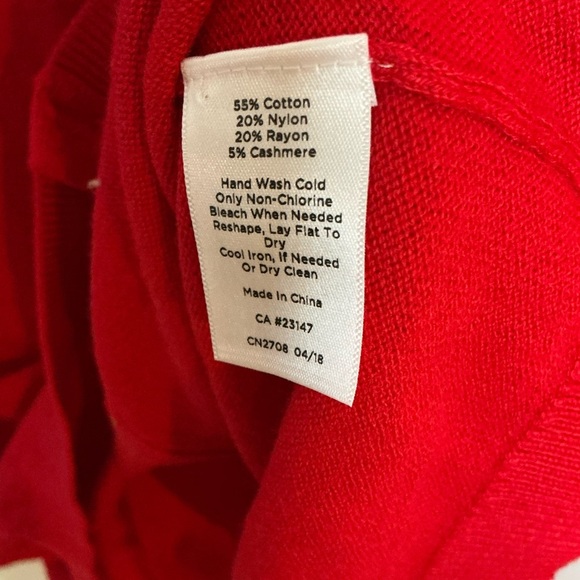 55% Cotton
20% Nylon
20% Rayon
5% Cashmere
Hand Wash Cold
Only Non-Chlorine
Bleach When Needed
Reshape, Lay Flat To
Dry
Cool Iron, If Needed
Or Dry Clean
Made In China
CA #23147
CN2708 04/18